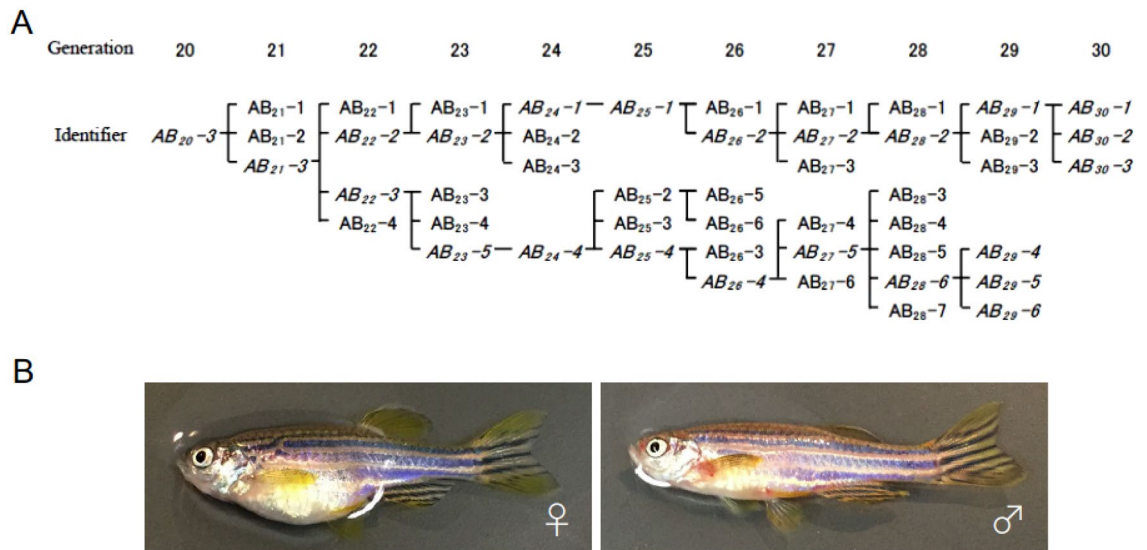 A
Generation 20 21 22 23 24 25 26 27 28 29 30
AB₂₁-1 AB₂₂-1 AB₂₃-1 AB₂₄-1 AB₂₅-1 AB₂₆-1 AB₂₇-1 AB₂₈-1 AB₂₉-1 AB₃₀-1
Identifier AB₂₀-3 AB₂₁-2 AB₂₂-2 AB₂₃-2 AB₂₄-2 AB₂₆-2 AB₂₇-2 AB₂₈-2 AB₂₉-2 AB₃₀-2
AB₂₁-3 AB₂₄-3 AB₂₇-3 AB₂₉-3 AB₃₀-3
AB₂₂-3 AB₂₃-3 AB₂₅-2 AB₂₆-5 AB₂₈-3
AB₂₂-4 AB₂₃-4 AB₂₅-3 AB₂₆-6 AB₂₇-4 AB₂₈-4
AB₂₃-5 AB₂₄-4 AB₂₅-4 AB₂₆-3 AB₂₇-5 AB₂₈-5 AB₂₉-4
AB₂₆-4 AB₂₇-6 AB₂₈-6 AB₂₉-5
AB₂₈-7 AB₂₉-6
B
♀ ♂